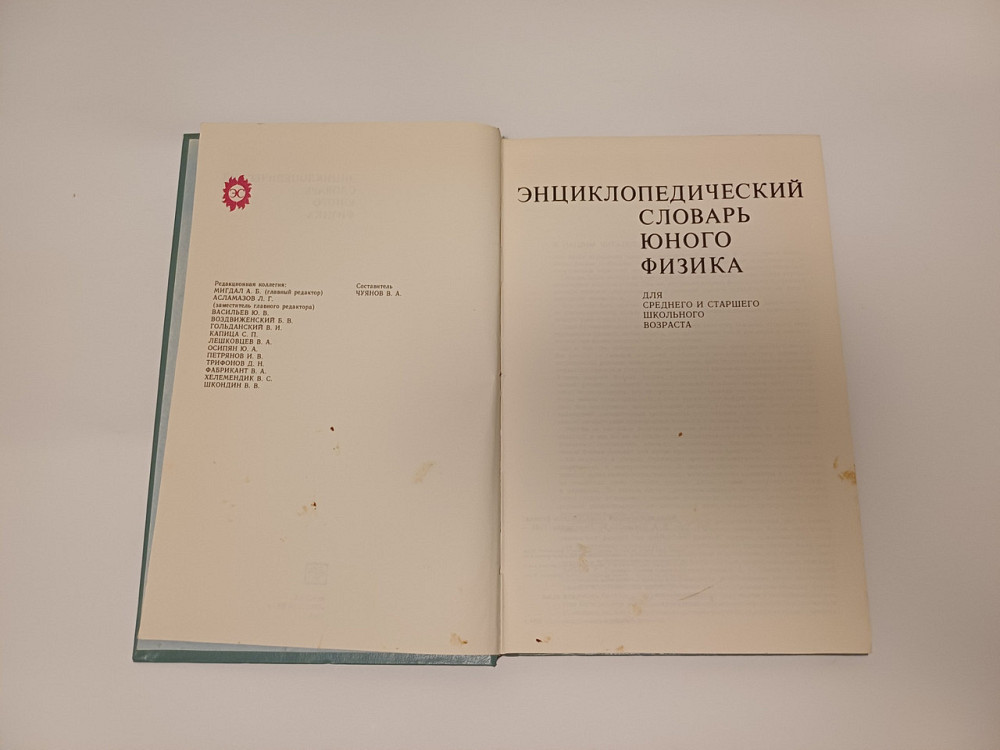 ЭС
Редакционная коллегия:
МИГДАЛ А. Б. (главный редактор)
АСЛАМАЗОВ Л. Г.
(заместитель главного редактора)
ВАСИЛЬЕВ Ю. В.
ВОЗДВИЖЕНСКИЙ Б. В.
ГОЛЬДАНСКИЙ В. И.
КАПИЦА С. П.
ЛЕШКОВЦЕВ В. А.
ОСИПЯН Ю. А.
ПЕТРЯНОВ И. В.
ТРИФОНОВ Д. Н.
ФАБРИКАНТ В. А.
ХЕЛЕМЕНДИК В. С.
ШКОНДИН В. В.
Составитель
ЧУЯНОВ В. А.
ЭНЦИКЛОПЕДИЧЕСКИЙ
СЛОВАРЬ
ЮНОГО
ФИЗИКА
ДЛЯ
СРЕДНЕГО И СТАРШЕГО
ШКОЛЬНОГО
ВОЗРАСТА